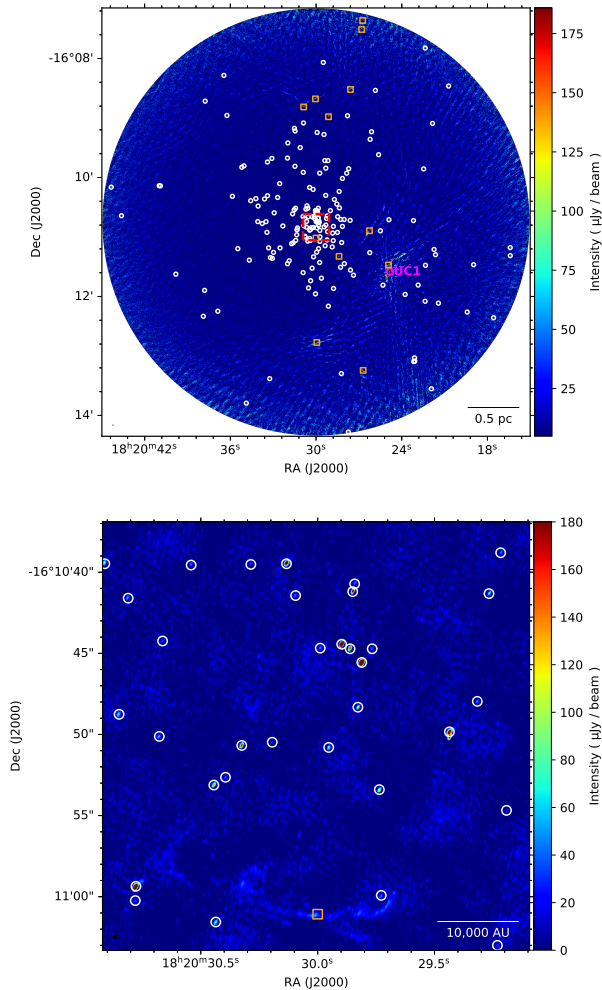 175
150
125
100
75
50
25
Intensity ( μJy / beam )
-16°08'
10'
12'
14'
Dec (J2000)
UC1
0.5 pc
18ʰ20ᵐ42ˢ
36ˢ
30ˢ
24ˢ
18ˢ
RA (J2000)
180
160
140
120
100
80
60
40
20
0
Intensity ( μJy / beam )
-16°10'40"
45"
50"
55"
11'00"
Dec (J2000)
10,000 AU
18ʰ20ᵐ30.5ˢ
30.0ˢ
29.5ˢ
RA (J2000)